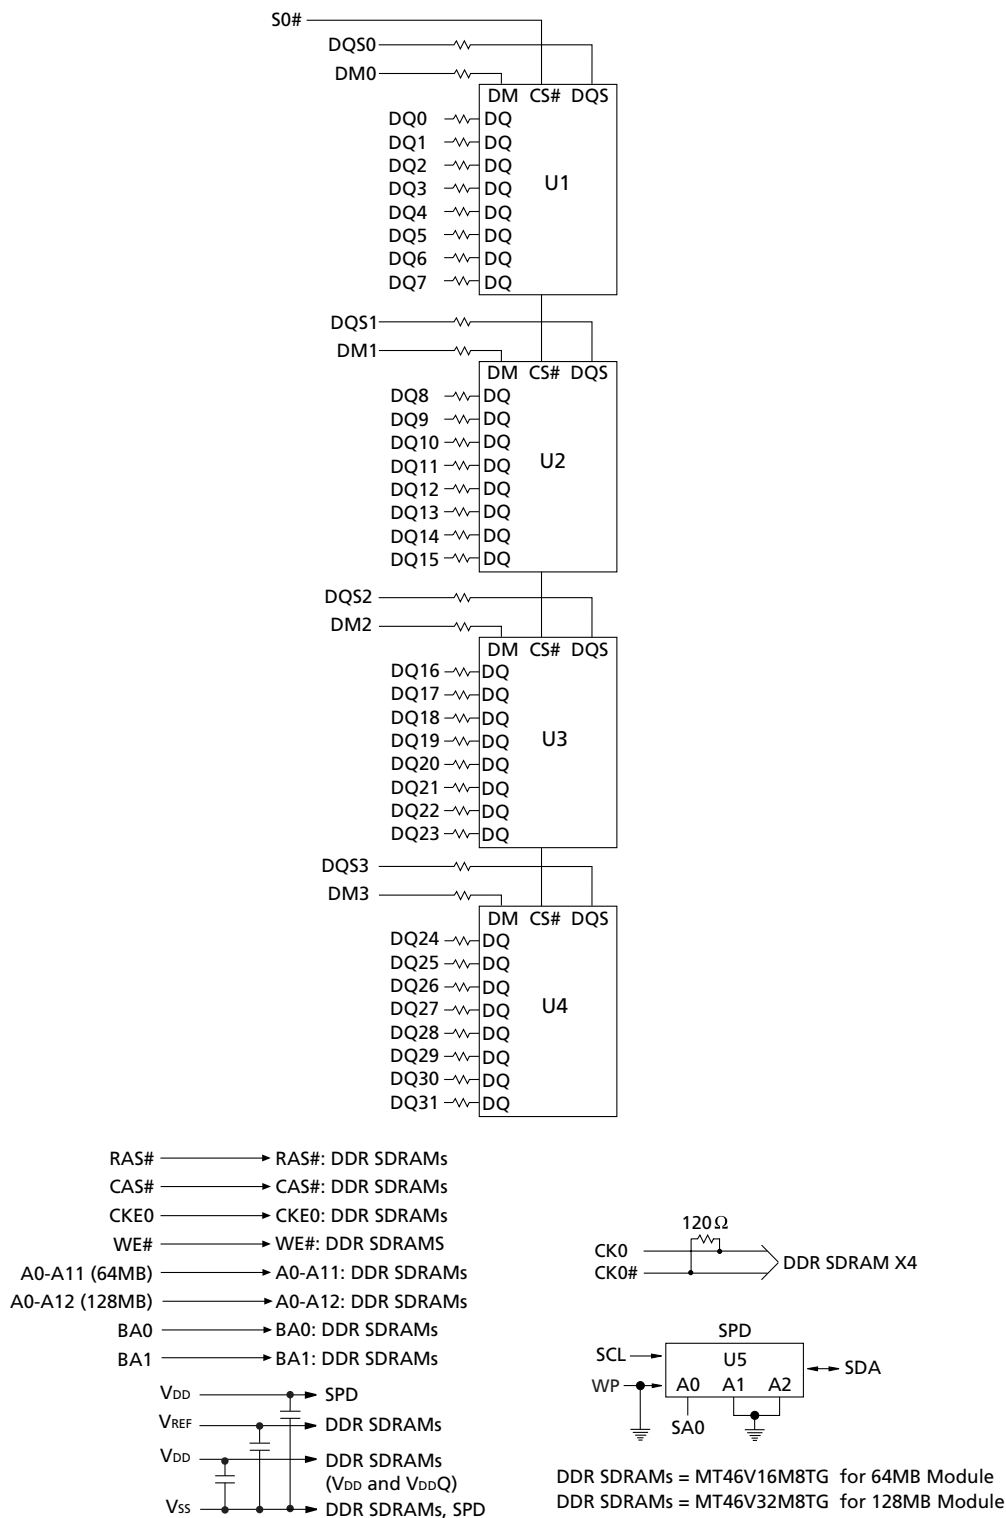 S0#
DQS0
DM0
DM CS# DQS
DQ0 DQ
DQ1 DQ
DQ2 DQ
DQ3 DQ
U1
DQ4 DQ
DQ5 DQ
DQ6 DQ
DQ7 DQ
DQS1
DM1
DM CS# DQS
DQ8 DQ
DQ9 DQ
DQ10 DQ
U2
DQ11 DQ
DQ12 DQ
DQ13 DQ
DQ14 DQ
DQ15 DQ
DQS2
DM2
DM CS# DQS
DQ16 DQ
DQ17 DQ
DQ18 DQ
DQ19 DQ
U3
DQ20 DQ
DQ21 DQ
DQ22 DQ
DQ23 DQ
DQS3
DM3
DM CS# DQS
DQ24 DQ
DQ25 DQ
DQ26 DQ
DQ27 DQ
U4
DQ28 DQ
DQ29 DQ
DQ30 DQ
DQ31 DQ
RAS# RAS#: DDR SDRAMs
CAS# CAS#: DDR SDRAMs
CKE0 CKE0: DDR SDRAMs
WE# WE#: DDR SDRAMS
A0-A11 (64MB) A0-A11: DDR SDRAMs
A0-A12 (128MB) A0-A12: DDR SDRAMs
BA0 BA0: DDR SDRAMs
BA1 BA1: DDR SDRAMs
VDD SPD
VREF DDR SDRAMs
VDD DDR SDRAMs
(VDD and VDDQ)
VSS DDR SDRAMs, SPD
120Ω
CK0
CK0#
DDR SDRAM X4
SPD
SCL U5 SDA
WP A0 A1 A2
SA0
DDR SDRAMs = MT46V16M8TG for 64MB Module
DDR SDRAMs = MT46V32M8TG for 128MB Module